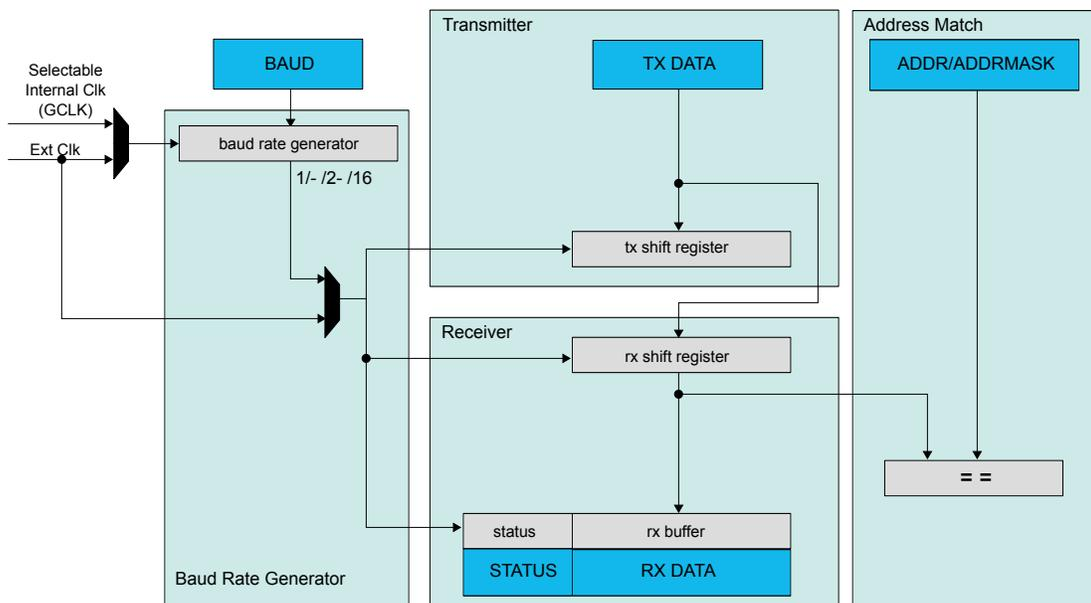 Transmitter
Address Match
BAUD
TX DATA
ADDR/ADDRMASK
Selectable
Internal Clk
(GCLK)
Ext Clk
baud rate generator
1/- /2- /16
tx shift register
Receiver
rx shift register
= =
status
rx buffer
STATUS
RX DATA
Baud Rate Generator